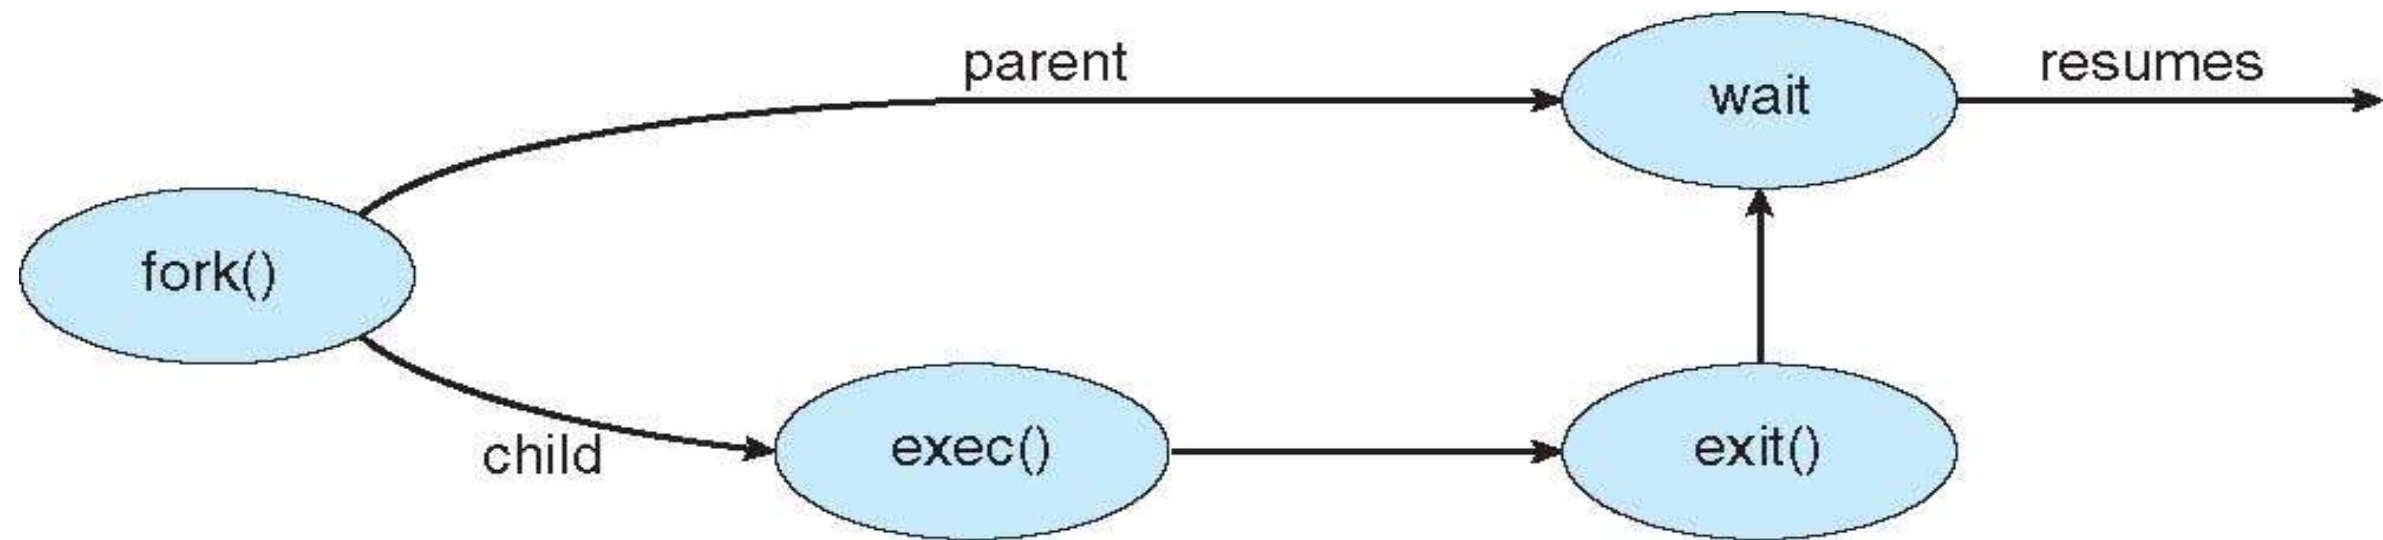 parent
wait
resumes
fork()
child
exec()
exit()